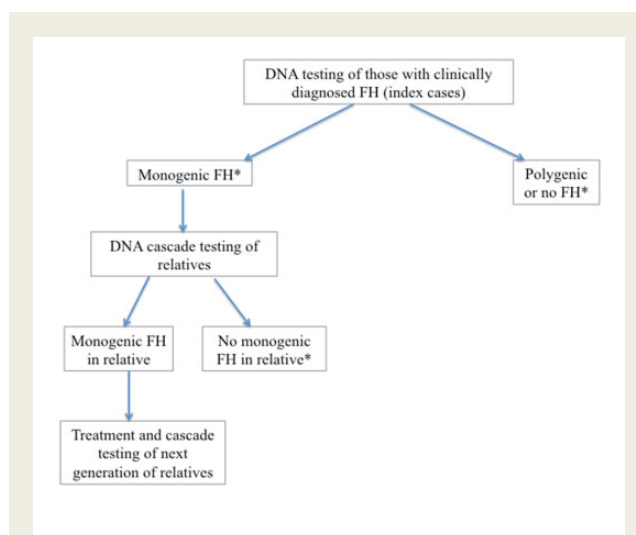 DNA testing of those with clinically
diagnosed FH (index cases)
Monogenic FH*
Polygenic
or no FH*
DNA cascade testing of
relatives
Monogenic FH
in relative
No monogenic
FH in relative*
Treatment and cascade
testing of next
generation of relatives